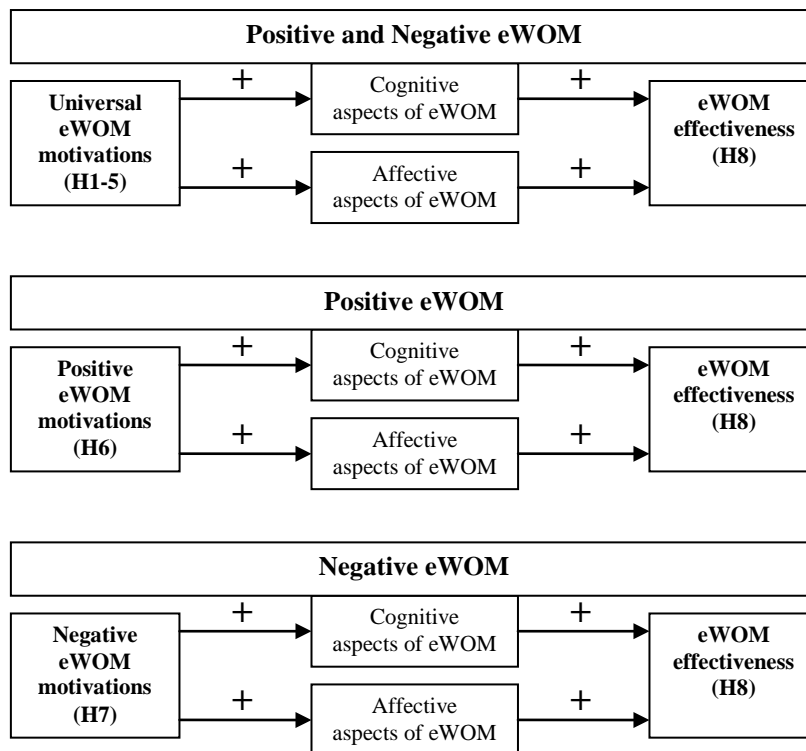 Positive and Negative eWOM
+
+
Universal
eWOM
motivations
(H1-5)
Cognitive
aspects of eWOM
eWOM
effectiveness
(H8)
+
+
Affective
aspects of eWOM
Positive eWOM
+
+
Positive
eWOM
motivations
(H6)
Cognitive
aspects of eWOM
eWOM
effectiveness
(H8)
+
+
Affective
aspects of eWOM
Negative eWOM
+
+
Negative
eWOM
motivations
(H7)
Cognitive
aspects of eWOM
eWOM
effectiveness
(H8)
+
+
Affective
aspects of eWOM